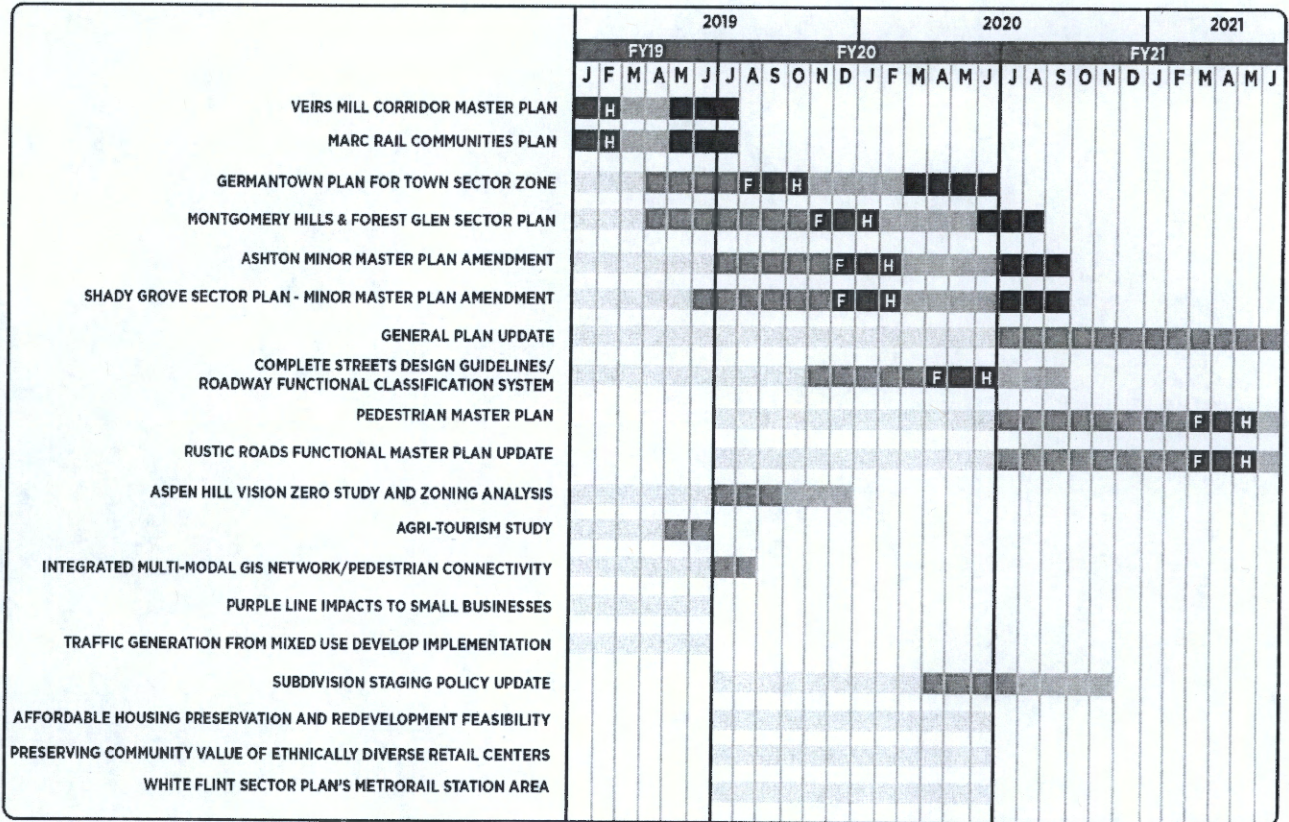 2019 2020 2021
FY19 FY20 FY21
J F M A M J J A S O N D J F M A M J J A S O N D J F M A M J
VEIRS MILL CORRIDOR MASTER PLAN H
MARC RAIL COMMUNITIES PLAN H
GERMANTOWN PLAN FOR TOWN SECTOR ZONE F H
MONTGOMERY HILLS & FOREST GLEN SECTOR PLAN F H
ASHTON MINOR MASTER PLAN AMENDMENT F H
SHADY GROVE SECTOR PLAN - MINOR MASTER PLAN AMENDMENT F H
GENERAL PLAN UPDATE
COMPLETE STREETS DESIGN GUIDELINES/
ROADWAY FUNCTIONAL CLASSIFICATION SYSTEM F H
PEDESTRIAN MASTER PLAN F H
RUSTIC ROADS FUNCTIONAL MASTER PLAN UPDATE F H
ASPEN HILL VISION ZERO STUDY AND ZONING ANALYSIS
AGRI-TOURISM STUDY
INTEGRATED MULTI-MODAL GIS NETWORK/PEDESTRIAN CONNECTIVITY
PURPLE LINE IMPACTS TO SMALL BUSINESSES
TRAFFIC GENERATION FROM MIXED USE DEVELOP IMPLEMENTATION
SUBDIVISION STAGING POLICY UPDATE
AFFORDABLE HOUSING PRESERVATION AND REDEVELOPMENT FEASIBILITY
PRESERVING COMMUNITY VALUE OF ETHNICALLY DIVERSE RETAIL CENTERS
WHITE FLINT SECTOR PLAN'S METRORAIL STATION AREA